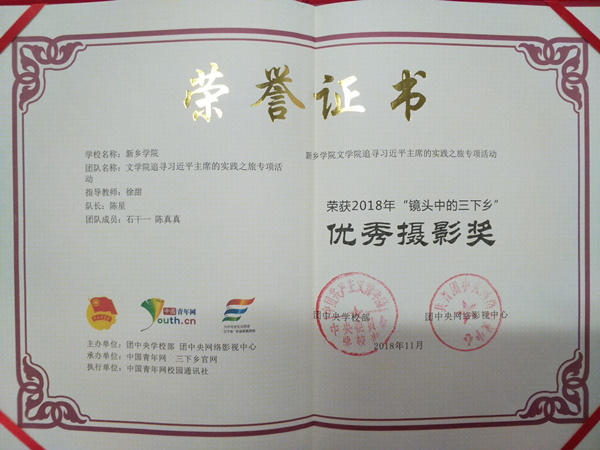 荣誉证书
学校名称：新乡学院
团队名称：文学院追寻习近平主席的实践之旅专项活
动
指导教师：徐甜
队长：陈星
团队成员：石干一 陈真真
新乡学院文学院追寻习近平主席的实践之旅专项活动
荣获2018年“镜头中的三下乡”
优秀摄影奖
中国青年网
Youth.cn
团中央学校部
团中央网络影视中心
2018年11月
主办单位：团中央学校部 团中央网络影视中心
承办单位：中国青年网 三下乡官网
执行单位：中国青年网校园通讯社